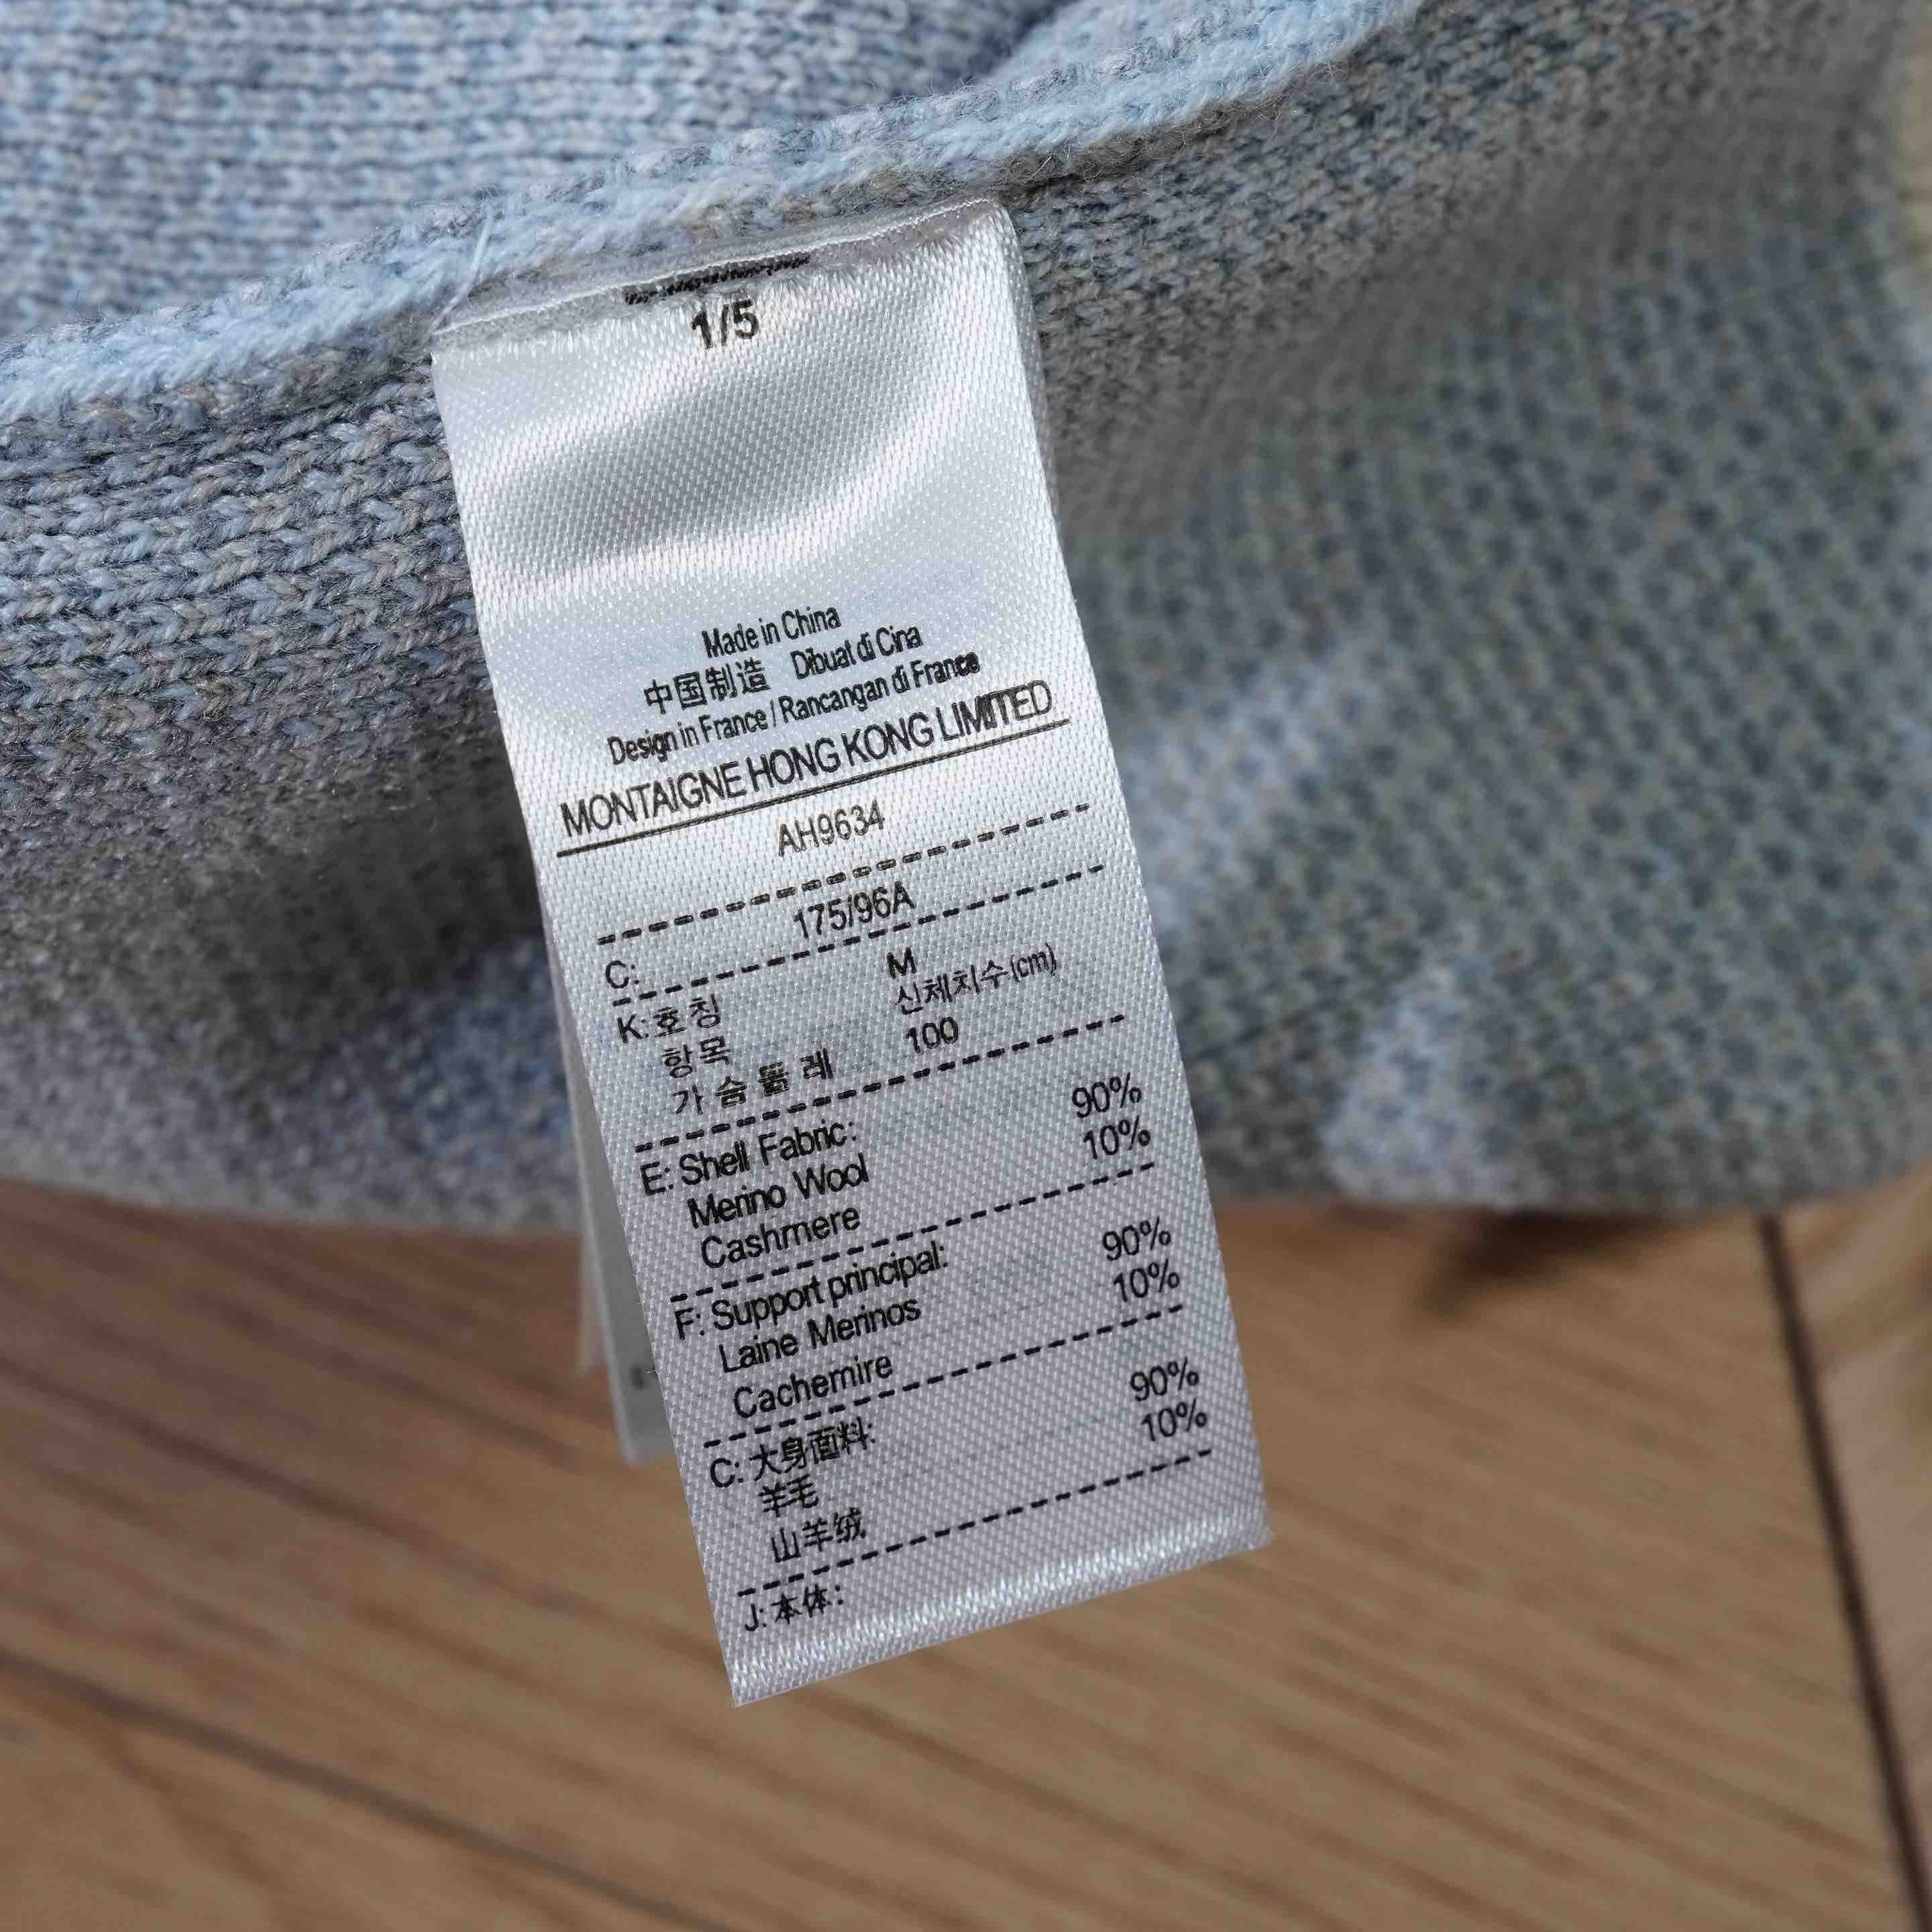 1/5
Made in China
中国制造 Dibuat di Cina
Design in France / Rancangan di France
MONTAIGNE HONG KONG LIMITED
AH9634
175/96A
C:
M
K:호칭 신체치수(cm)
항목 100
가슴둘레
E: Shell Fabric:
Merino Wool 90%
Cashmere 10%
F: Support principal:
Laine Merinos 90%
Cachemire 10%
C: 大身面料:
羊毛 90%
山羊绒 10%
J:本体: